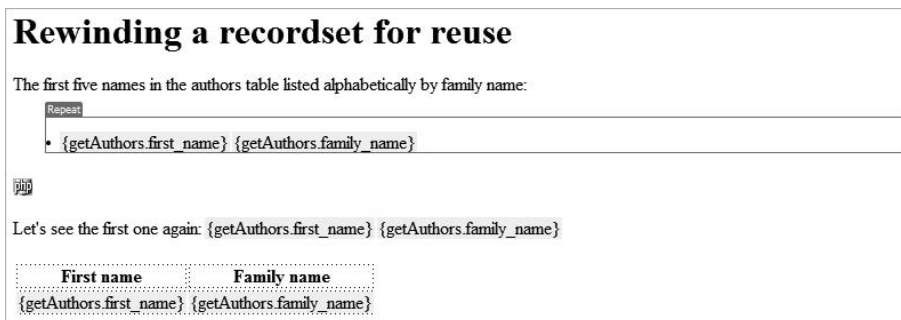 Rewinding a recordset for reuse
The first five names in the authors table listed alphabetically by family name:
Repeat
• {getAuthors.first_name} {getAuthors.family_name}
php
Let's see the first one again: {getAuthors.first_name} {getAuthors.family_name}
First name Family name
{getAuthors.first_name} {getAuthors.family_name}